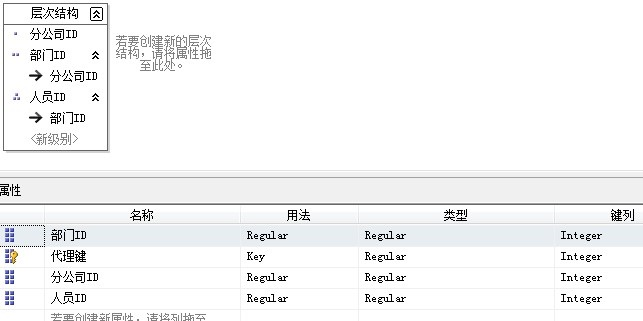 层次结构
分公司ID
部门ID
分公司ID
人员ID
部门ID
<新级别>
若要创建新的层次
结构，请将属性拖
至此处。
属性
名称 用法 类型 键列
部门ID Regular Regular Integer
代理键 Key Regular Integer
分公司ID Regular Regular Integer
人员ID Regular Regular Integer
若要创建新属性，请将列拖至